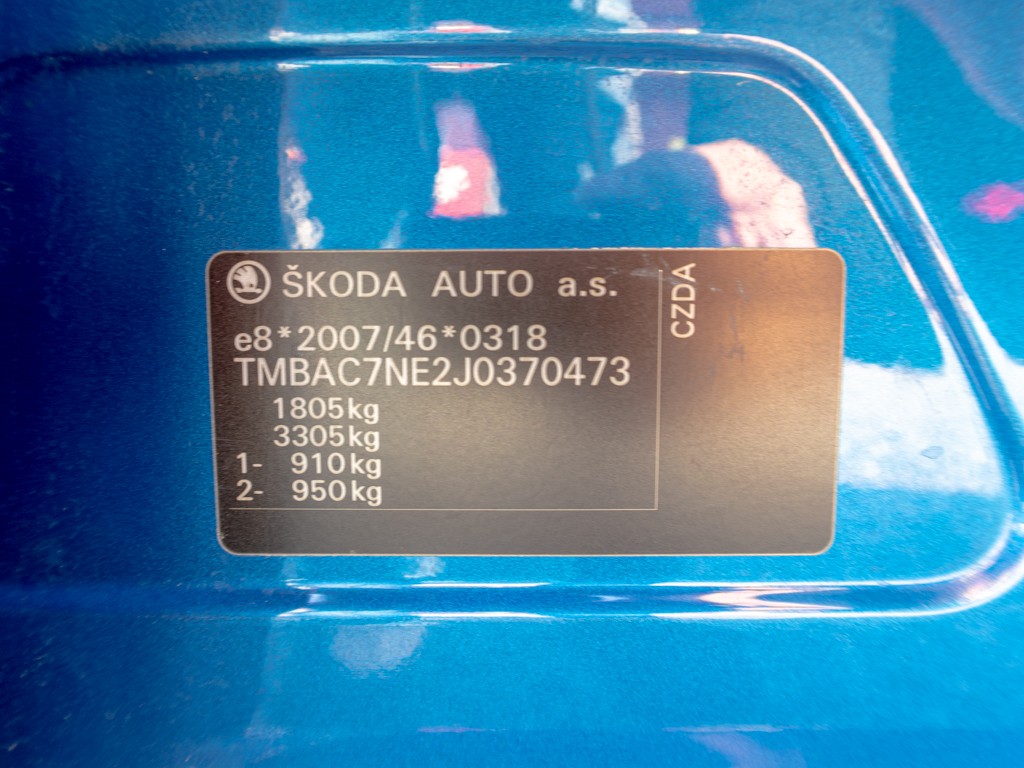 ŠKODA AUTO a.s.
e8*2007/46*0318
TMBAC7NE2J0370473
1805kg
3305kg
1- 910kg
2- 950kg
CZDA